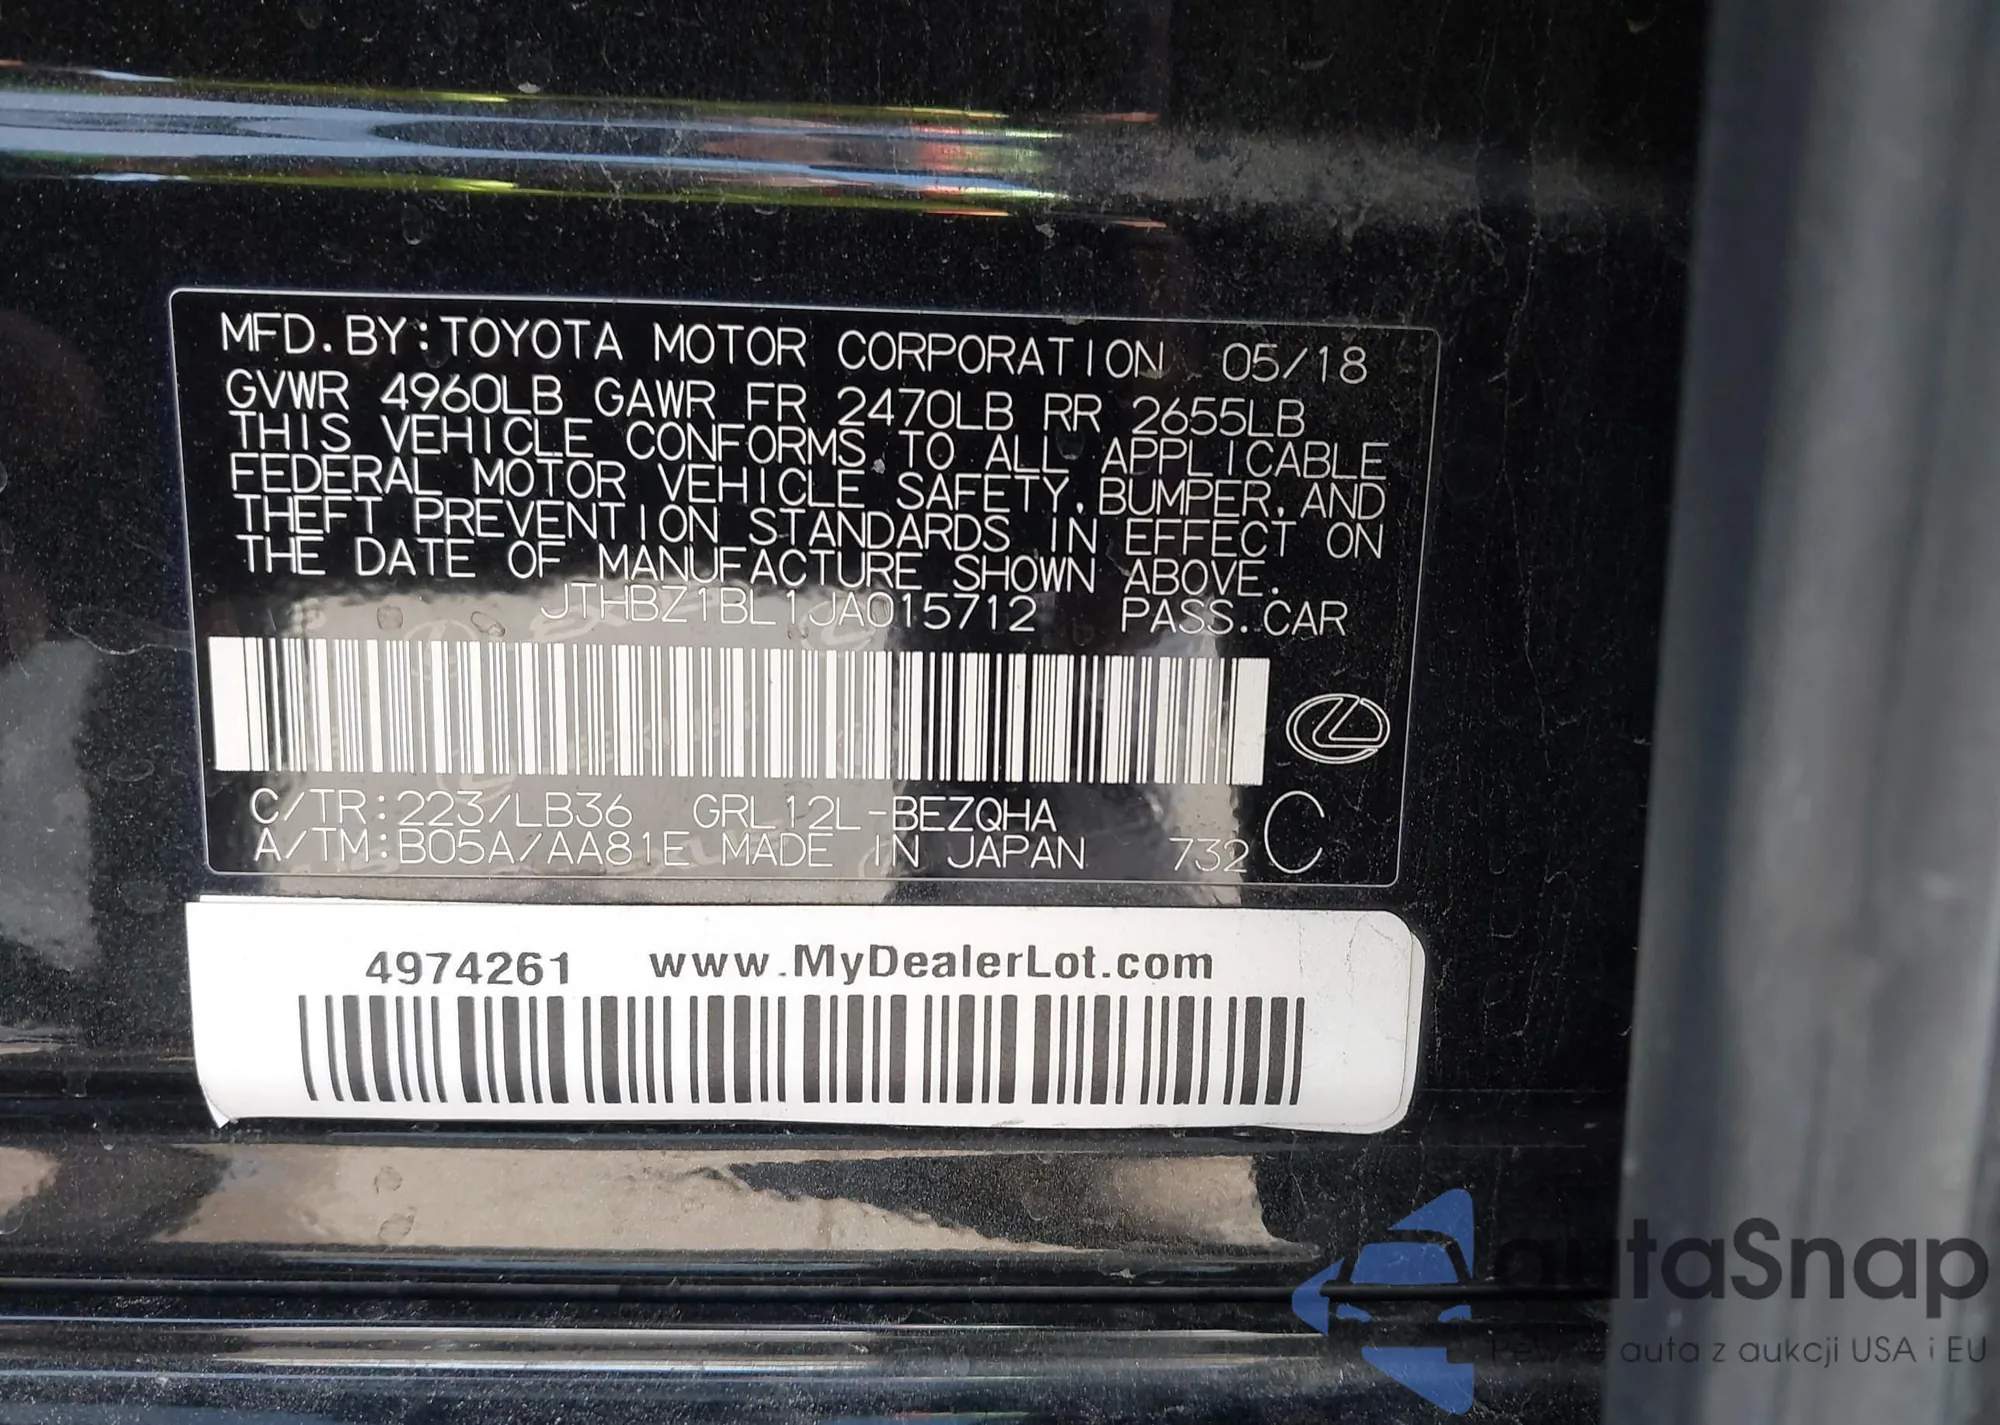 MFD.BY:TOYOTA MOTOR CORPORATION 05/18
GVWR 4960LB GAWR FR 2470LB RR 2655LB
THIS VEHICLE CONFORMS TO ALL APPLICABLE
FEDERAL MOTOR VEHICLE SAFETY, BUMPER, AND
THEFT PREVENTION STANDARDS IN EFFECT ON
THE DATE OF MANUFACTURE SHOWN ABOVE.
JTHBZ1BL1JA015712 PASS.CAR
C/TR:223/LB36 GRL12L-BEZQHA
A/TM:B05A/AA81E MADE IN JAPAN 732 C
4974261 www.MyDealerLot.com
autaSnap
auta z aukcji USA i EU